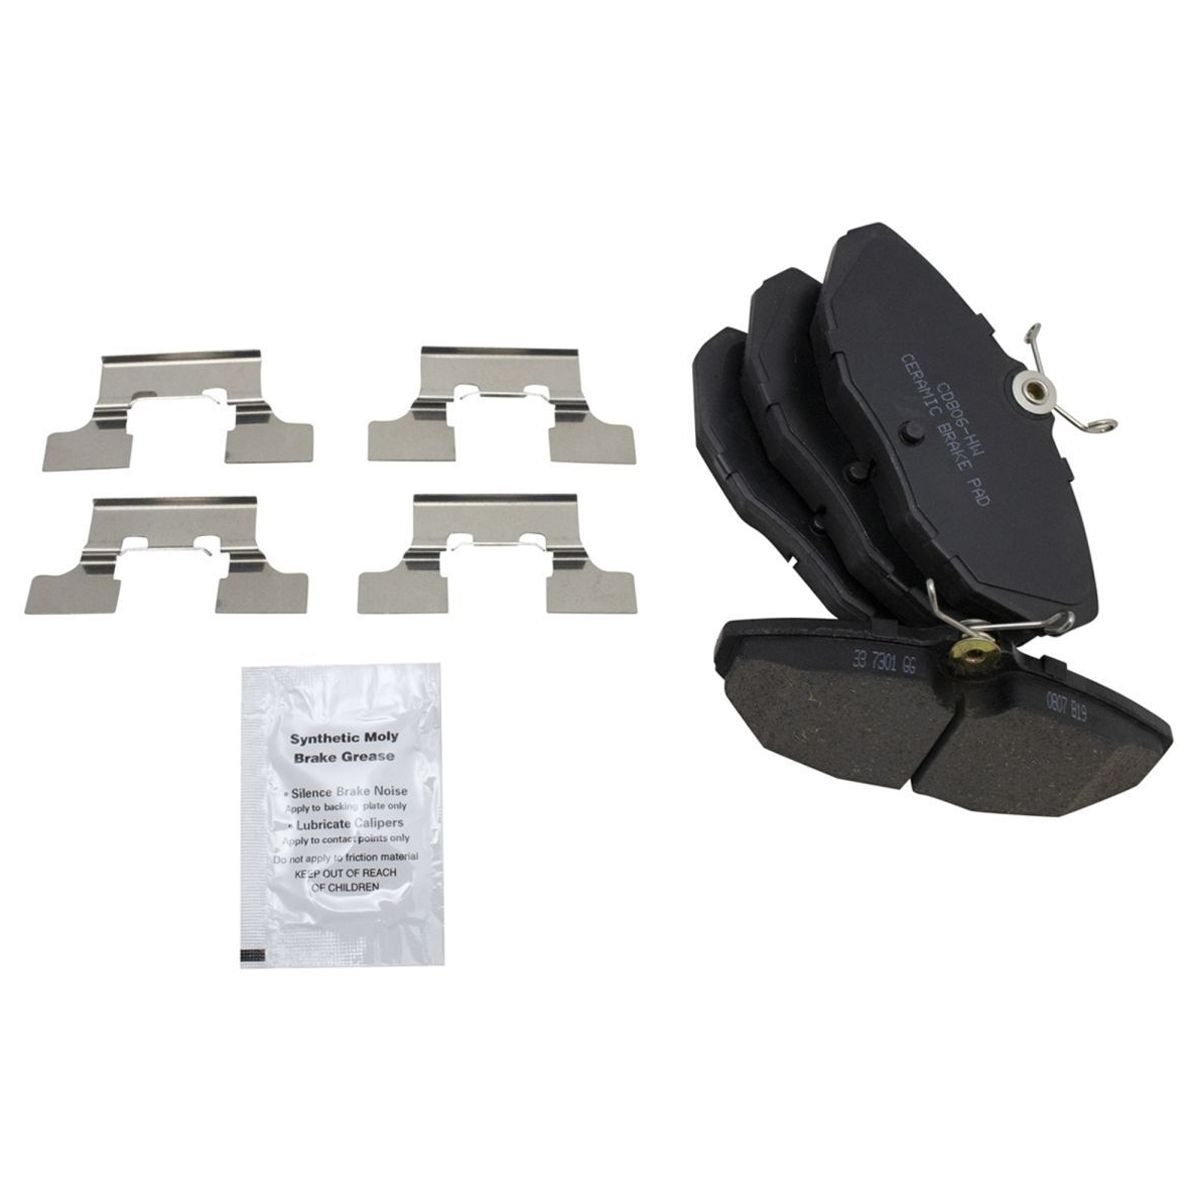 CD806-HW
CERAMIC BRAKE PAD
33 7301 GG
0807 B19
Synthetic Moly
Brake Grease
• Silence Brake Noise
Apply to backing plate only
• Lubricate Calipers
Apply to contact points only
Do not apply to friction material
KEEP OUT OF REACH
OF CHILDREN